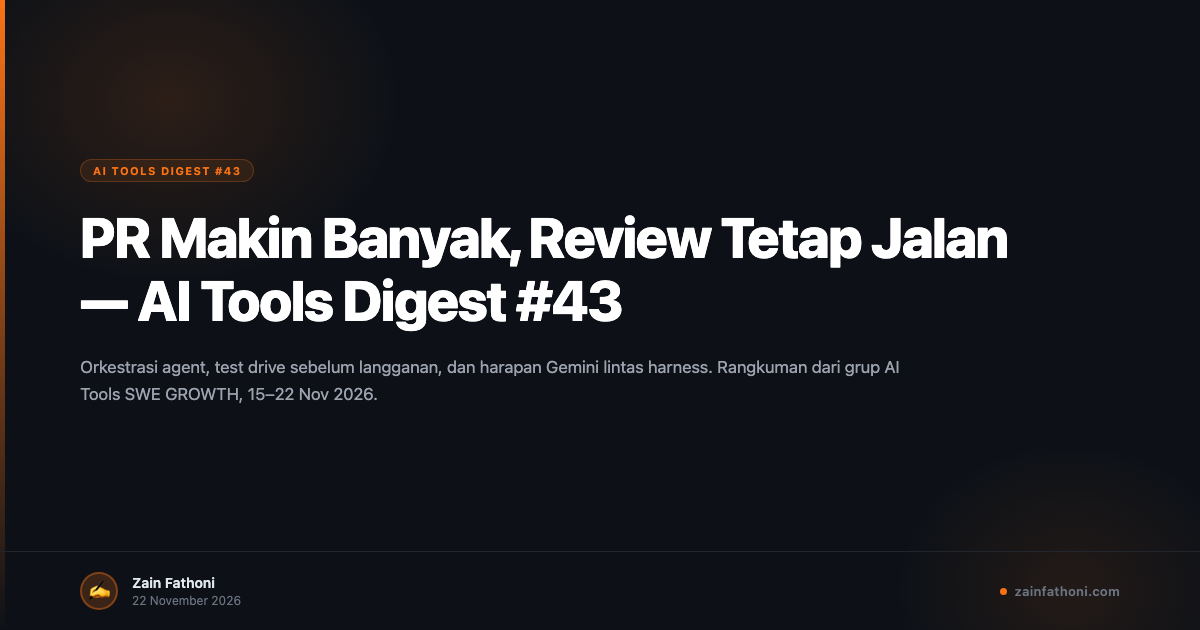 AI TOOLS DIGEST #43
PR Makin Banyak, Review Tetap Jalan
— AI Tools Digest #43
Orkestrasi agent, test drive sebelum langganan, dan harapan Gemini lintas harness. Rangkuman dari grup AI
Tools SWE GROWTH, 15–22 Nov 2026.
Zain Fathoni
22 November 2026
zainfathoni.com